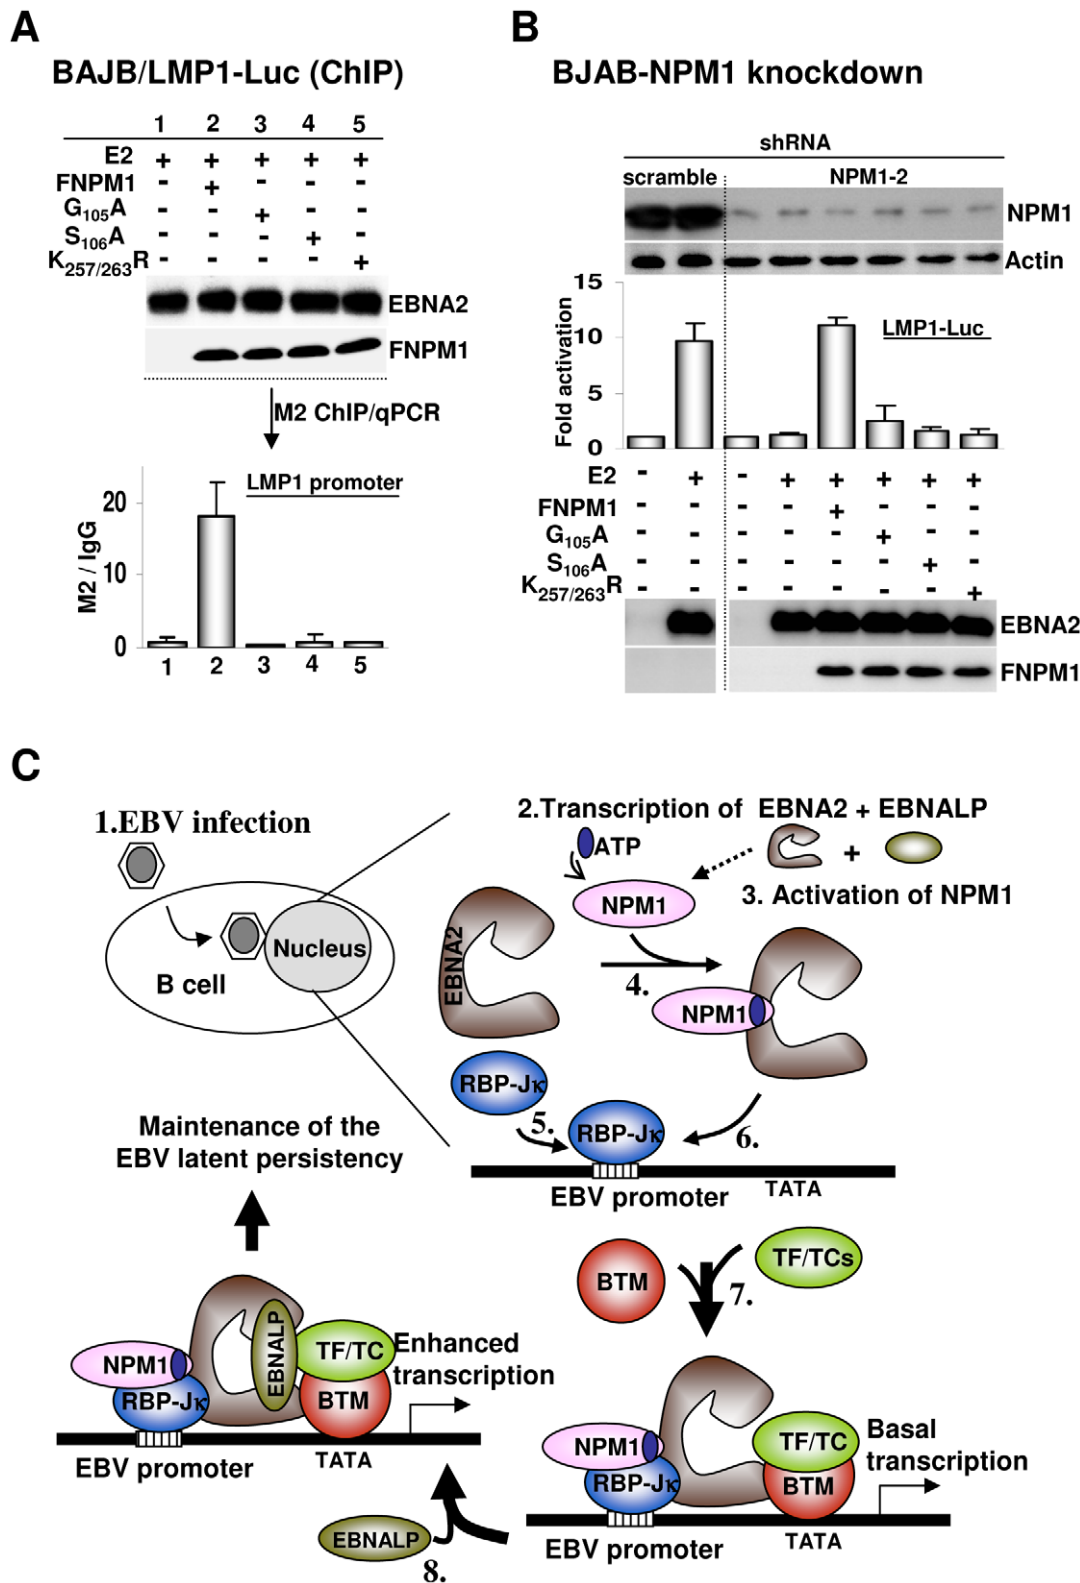 A
BAJB/LMP1-Luc (ChIP)
1 2 3 4 5
E2 + + + + +
FNPM1 - + - - -
G105A - - + - -
S106A - - - + -
K257/263R - - - - +
EBNA2
FNPM1
M2 ChIP/qPCR
LMP1 promoter
M2 / IgG
20
10
0
1 2 3 4 5
B
BJAB-NPM1 knockdown
shRNA
scramble NPM1-2
NPM1
Actin
Fold activation
15
10
5
0
LMP1-Luc
E2 - + - + + + + +
FNPM1 - - - - + - - -
G105A - - - - - + - -
S106A - - - - - - + -
K257/263R - - - - - - - +
EBNA2
FNPM1
C
1.EBV infection
Nucleus
B cell
2.Transcription of EBNA2 + EBNALP
ATP
+
NPM1
3. Activation of NPM1
EBNA2
4.
NPM1
RBP-Jκ
5.
RBP-Jκ
6.
EBV promoter
TATA
BTM
TF/TCs
7.
NPM1
RBP-Jκ
TF/TC
BTM
Basal
transcription
EBV promoter
TATA
EBNALP
8.
NPM1
RBP-Jκ
EBNALP
TF/TC
BTM
Enhanced
transcription
EBV promoter
TATA
Maintenance of the
EBV latent persistency